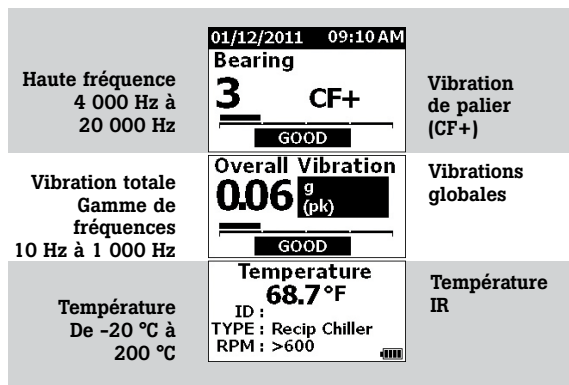 01/12/2011 09:10 AM
Haute fréquence
4 000 Hz à
20 000 Hz
Bearing
3 CF+
GOOD
Vibration
de palier
(CF+)
Vibration totale
Gamme de
fréquences
10 Hz à 1 000 Hz
Overall Vibration
0.06 g
(pk)
GOOD
Vibrations
globales
Température
De –20 °C à
200 °C
Temperature
68.7°F
ID :
TYPE : Recip Chiller
RPM : >600
Température
IR